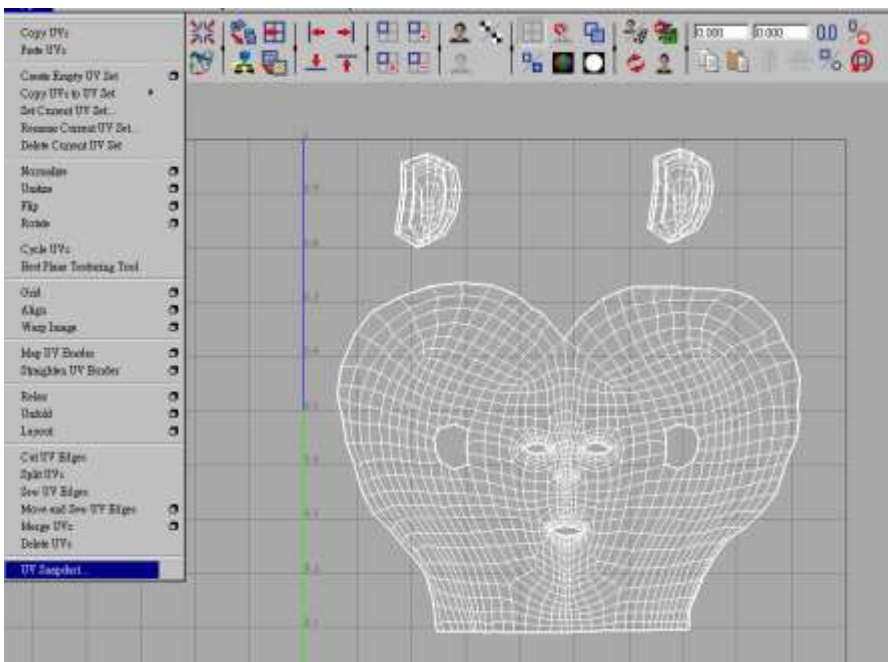 Copy UVs
Paste UVs
Create Empty UV Set
Copy UVs to UV Set
Set Current UV Set...
Rename Current UV Set...
Delete Current UV Set
Normalize
Unitize
Flip
Rotate
Cycle UVs
Best Plane Texturing Tool
Grid
Align
Warp Image
Map UV Border
Straighten UV Border
Relax
Unfold
Layout
Cut UV Edges
Split UVs
Sew UV Edges
Move and Sew UV Edges
Merge UVs
Delete UVs
UV Snapshot...
0.000
0.000
0.0